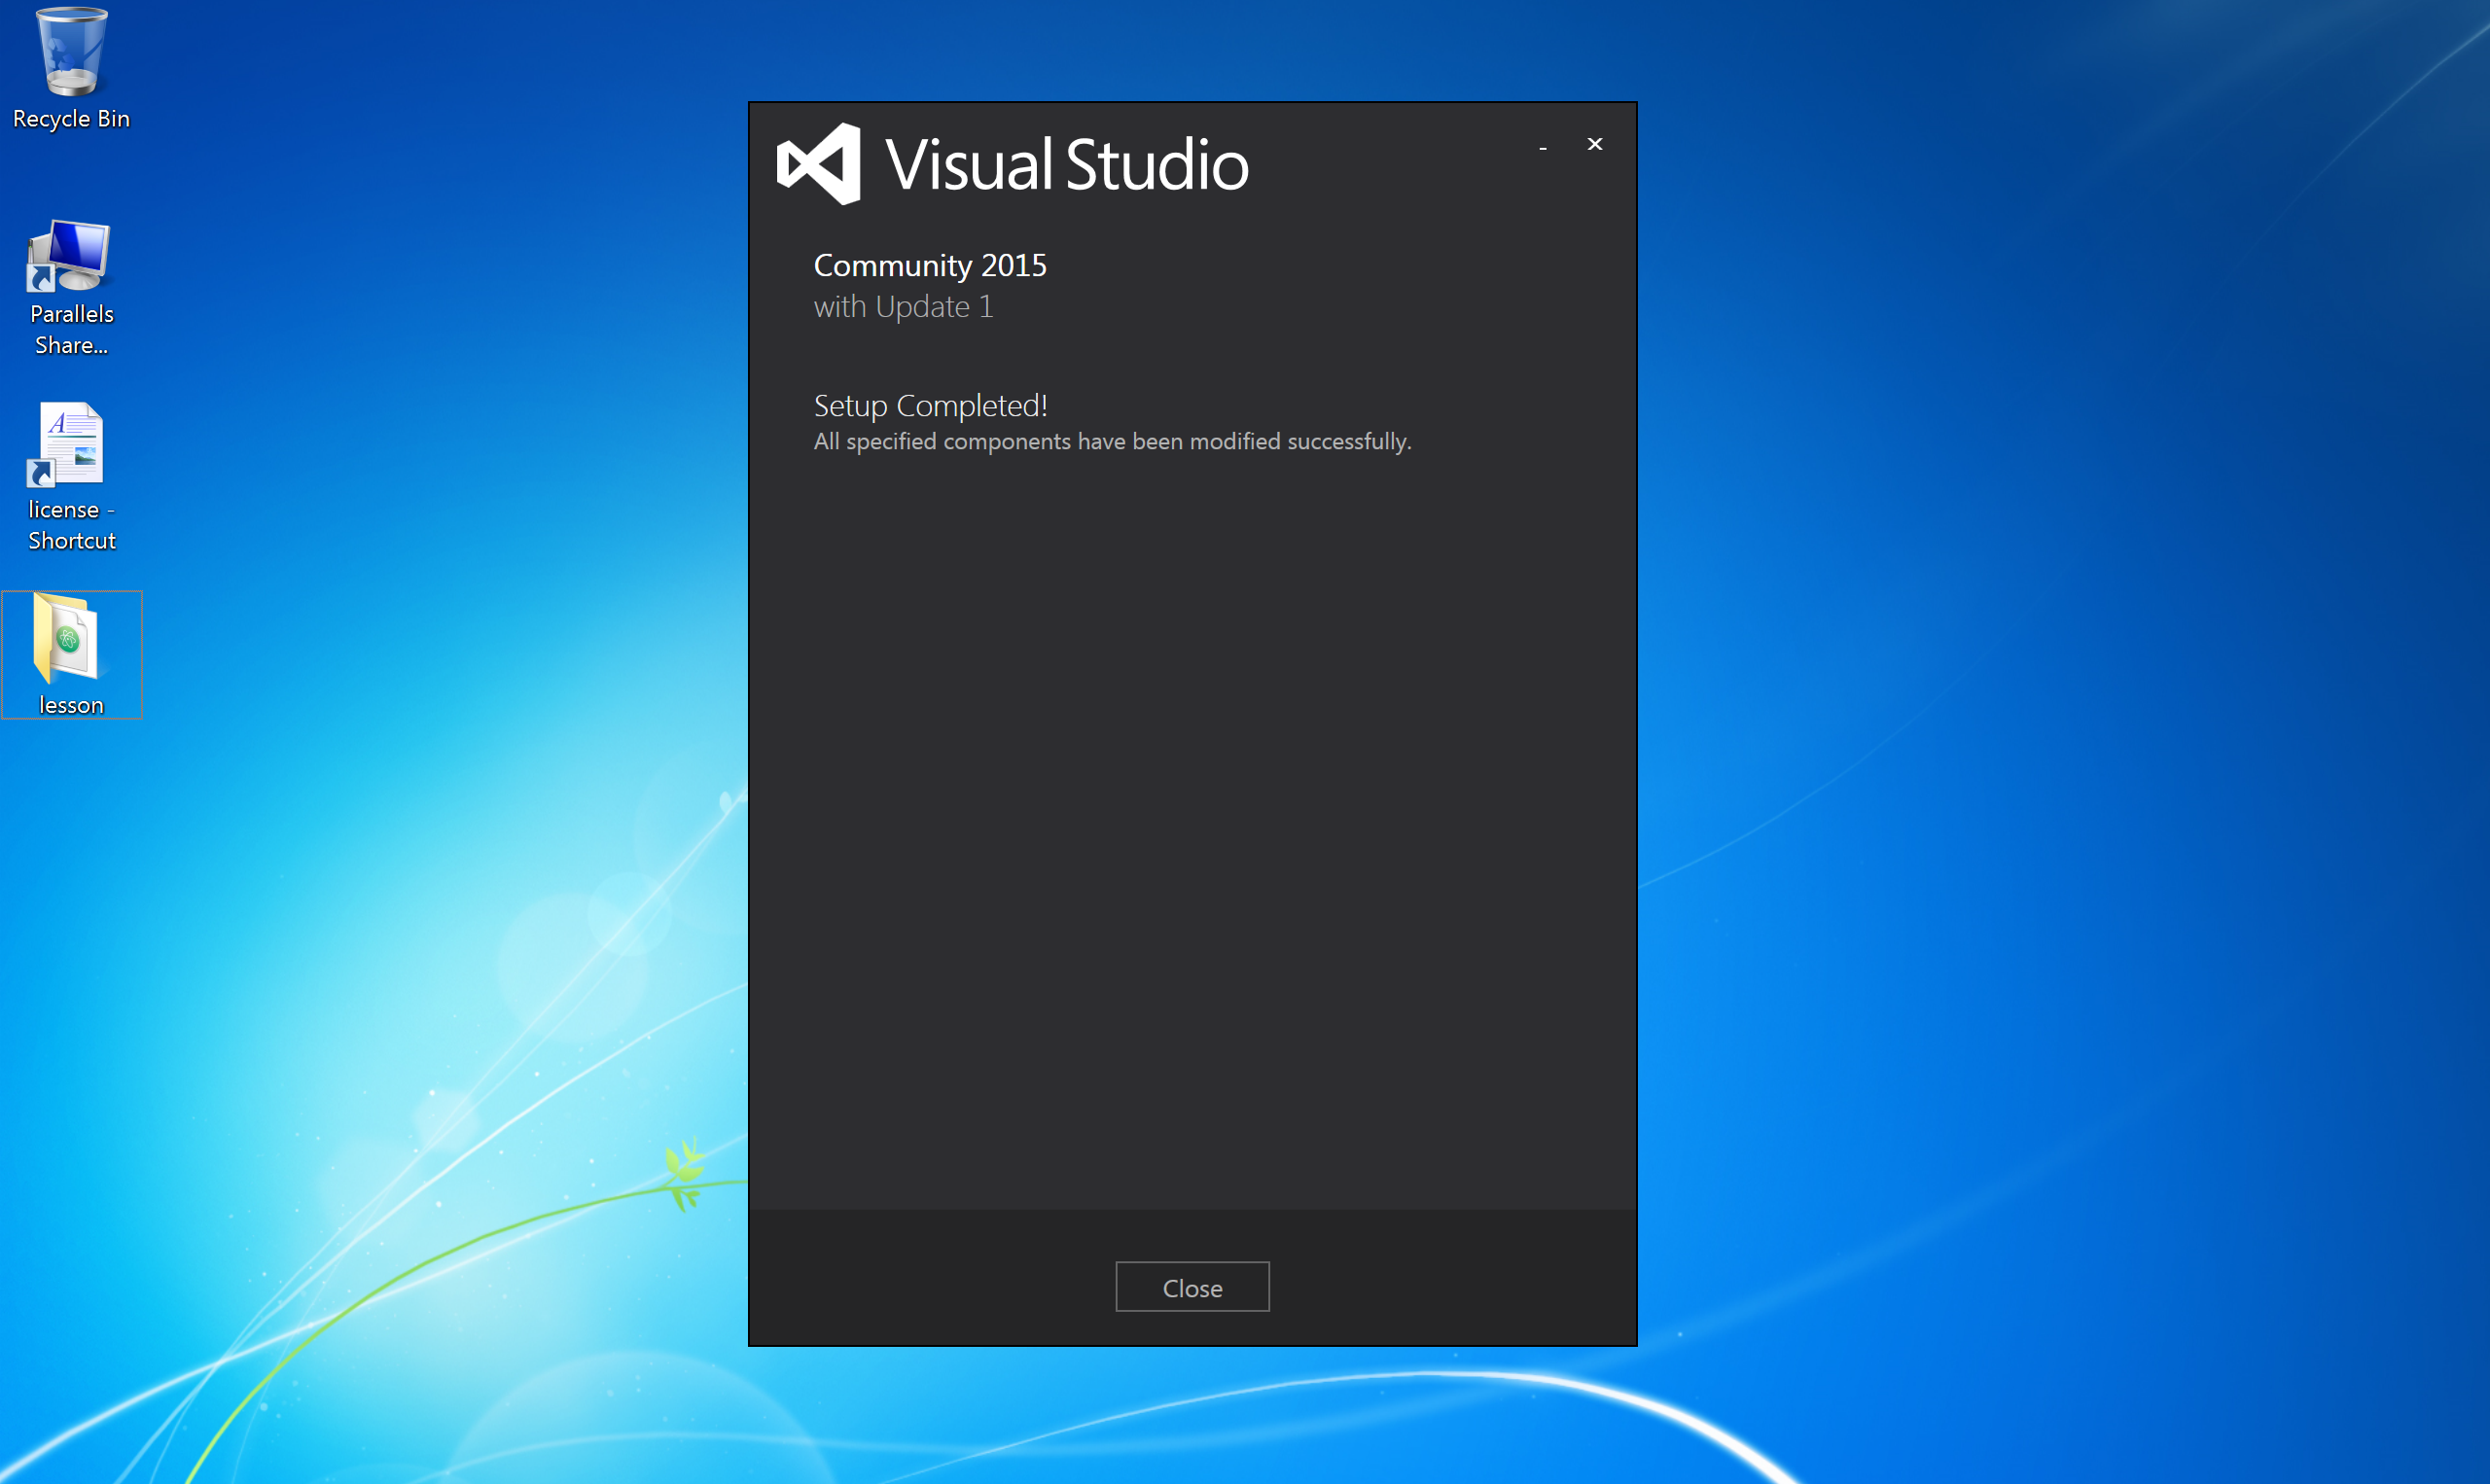 Recycle Bin
Parallels
Share...
license -
Shortcut
lesson
Visual Studio
Community 2015
with Update 1
Setup Completed!
All specified components have been modified successfully.
Close